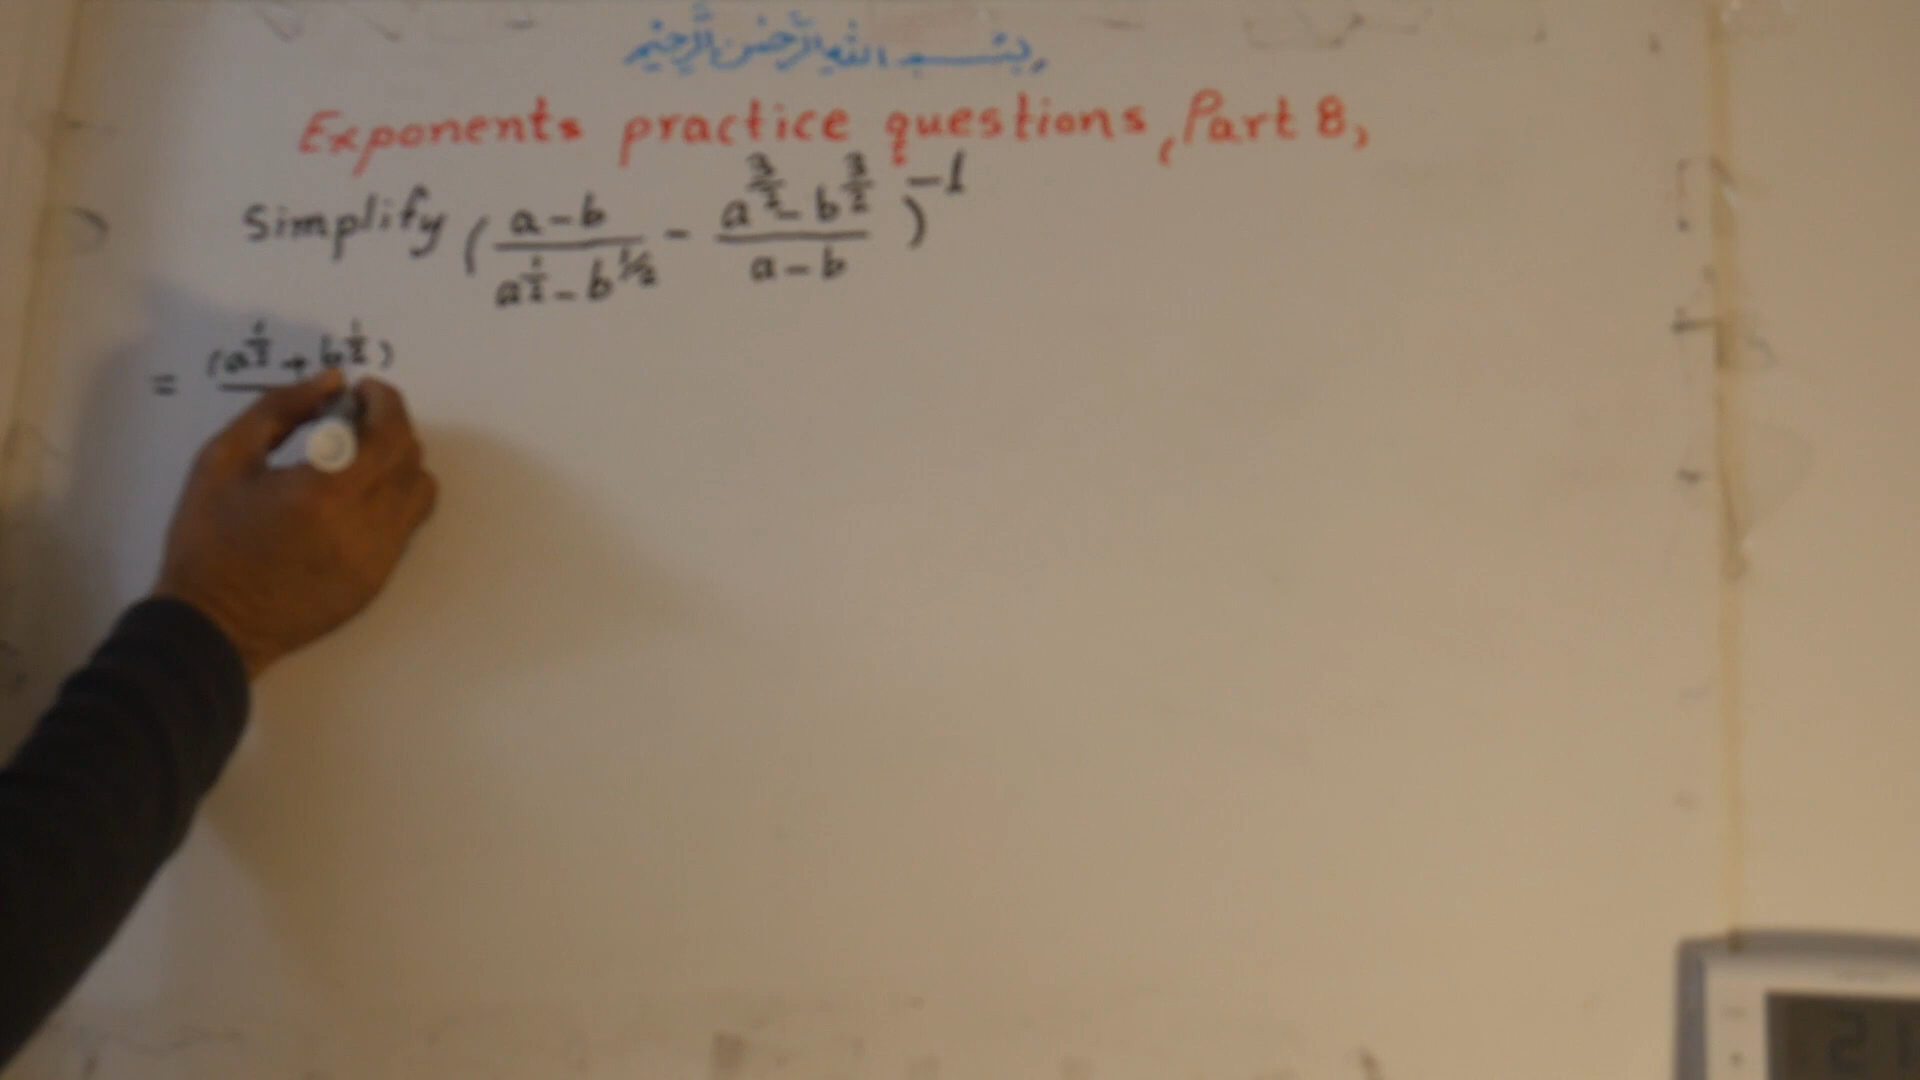 بسم الله الرحمن الرحيم
Exponents practice questions, Part 8,
Simplify ( (a-b)/(a^(1/2) - b^(1/2)) - (a^(3/2) - b^(3/2))/(a-b) )^(-1)
= (a^(1/2) + b^(1/2))